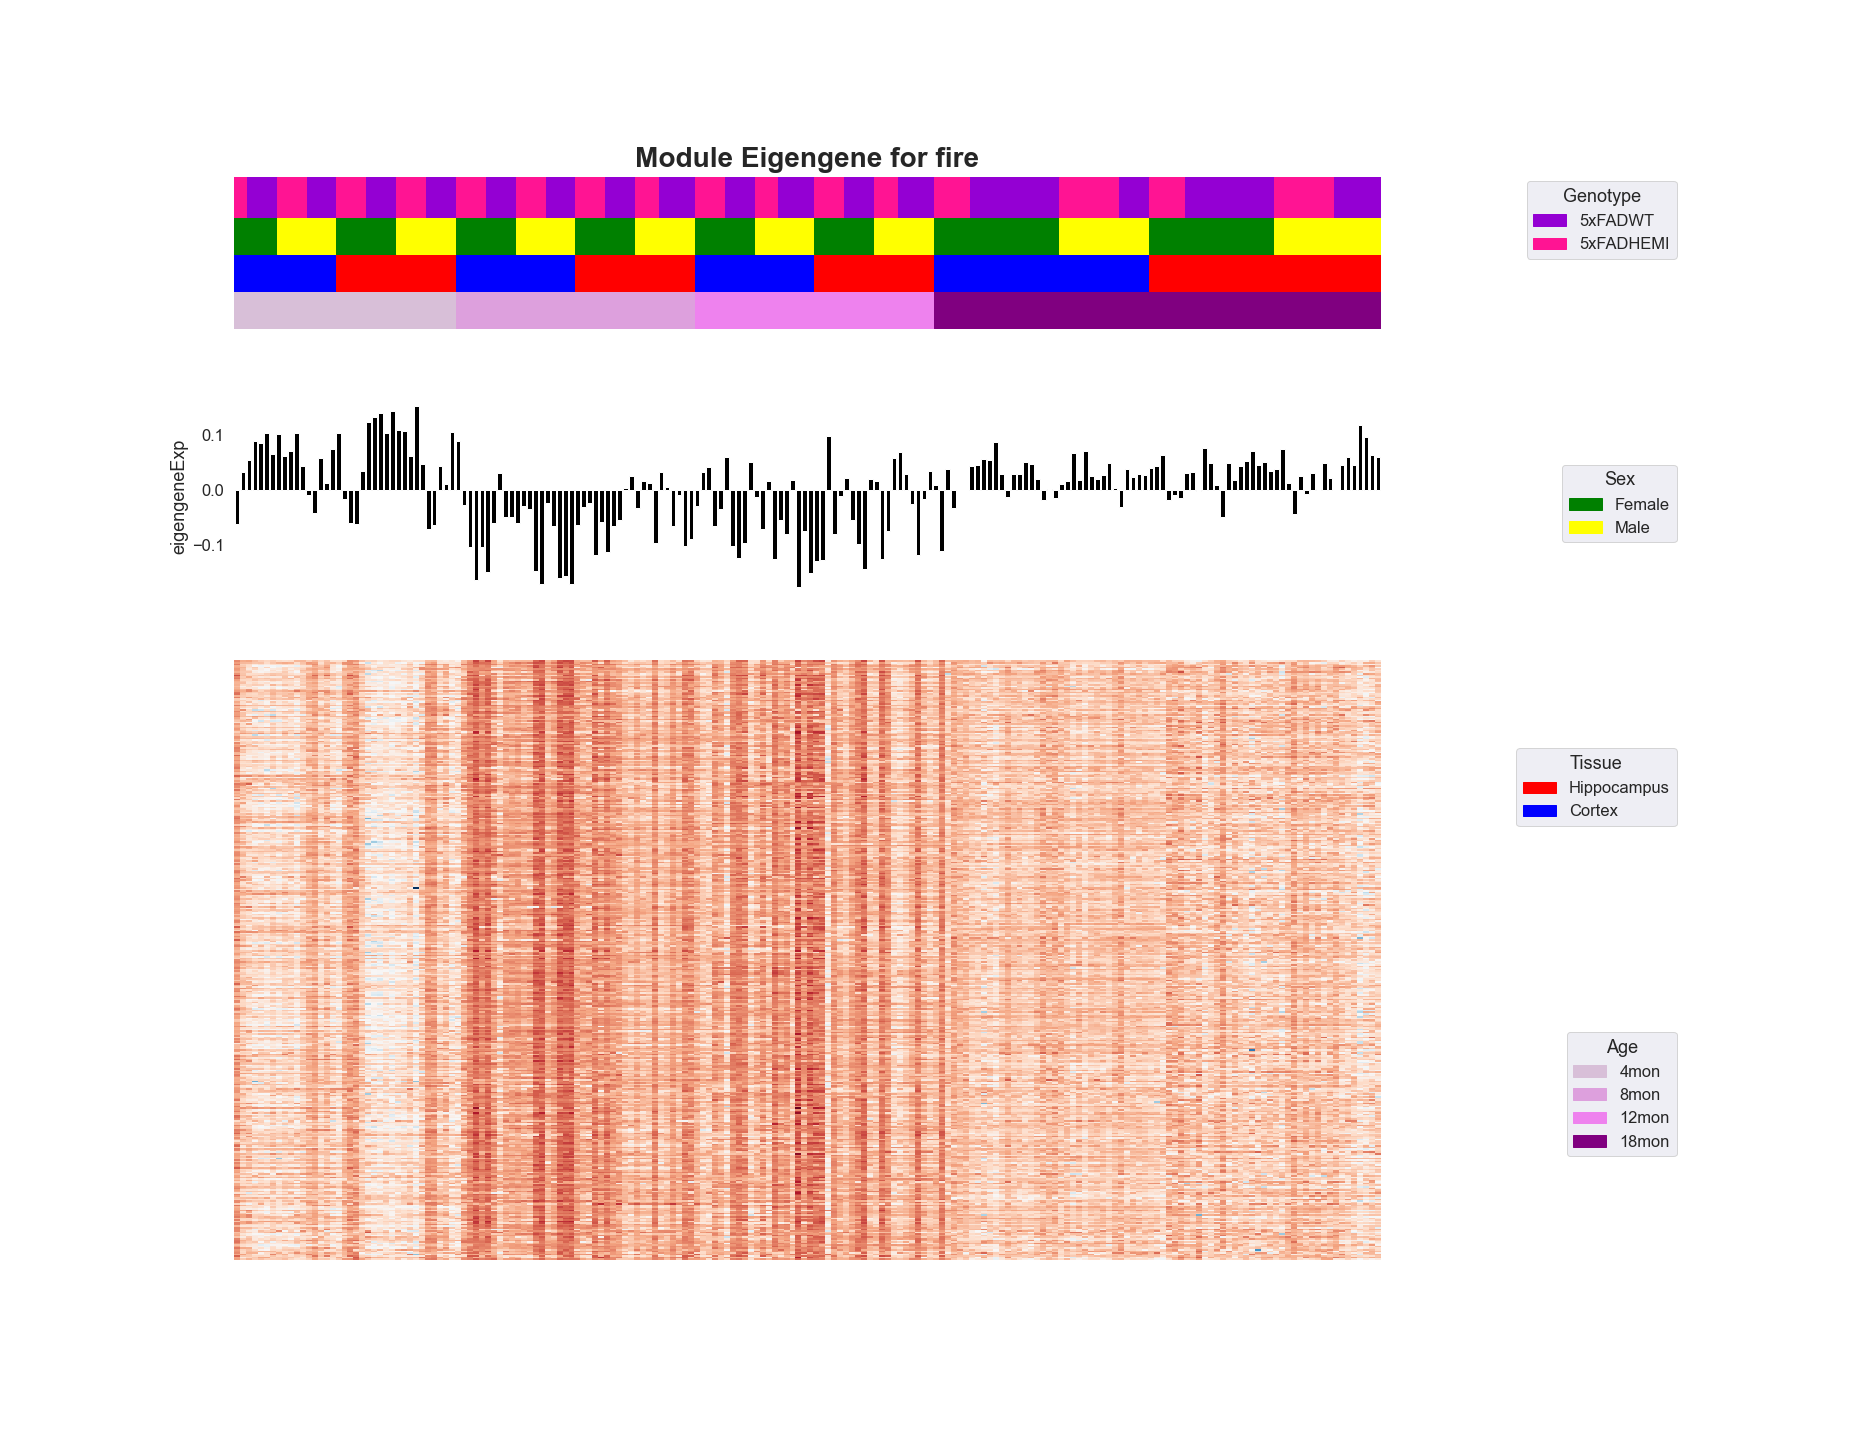 Module Eigengene for fire
Genotype
5xFADWT
5xFADHEMI
0.1
0.0
−0.1
eigengeneExp
Sex
Female
Male
Tissue
Hippocampus
Cortex
Age
4mon
8mon
12mon
18mon